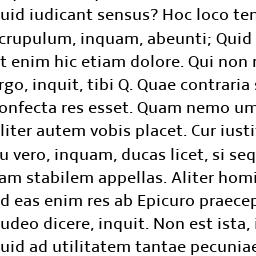 uid iudicant sensus? Hoc loco ten
crupulum, inquam, abeunti; Quid
t enim hic etiam dolore. Qui non r
rgo, inquit, tibi Q. Quae contraria s
onfecta res esset. Quam nemo um
liter autem vobis placet. Cur iusti
u vero, inquam, ducas licet, si seq
am stabilem appellas. Aliter homi
d eas enim res ab Epicuro praecep
udeo dicere, inquit. Non est ista, i
uid ad utilitatem tantae pecuniae